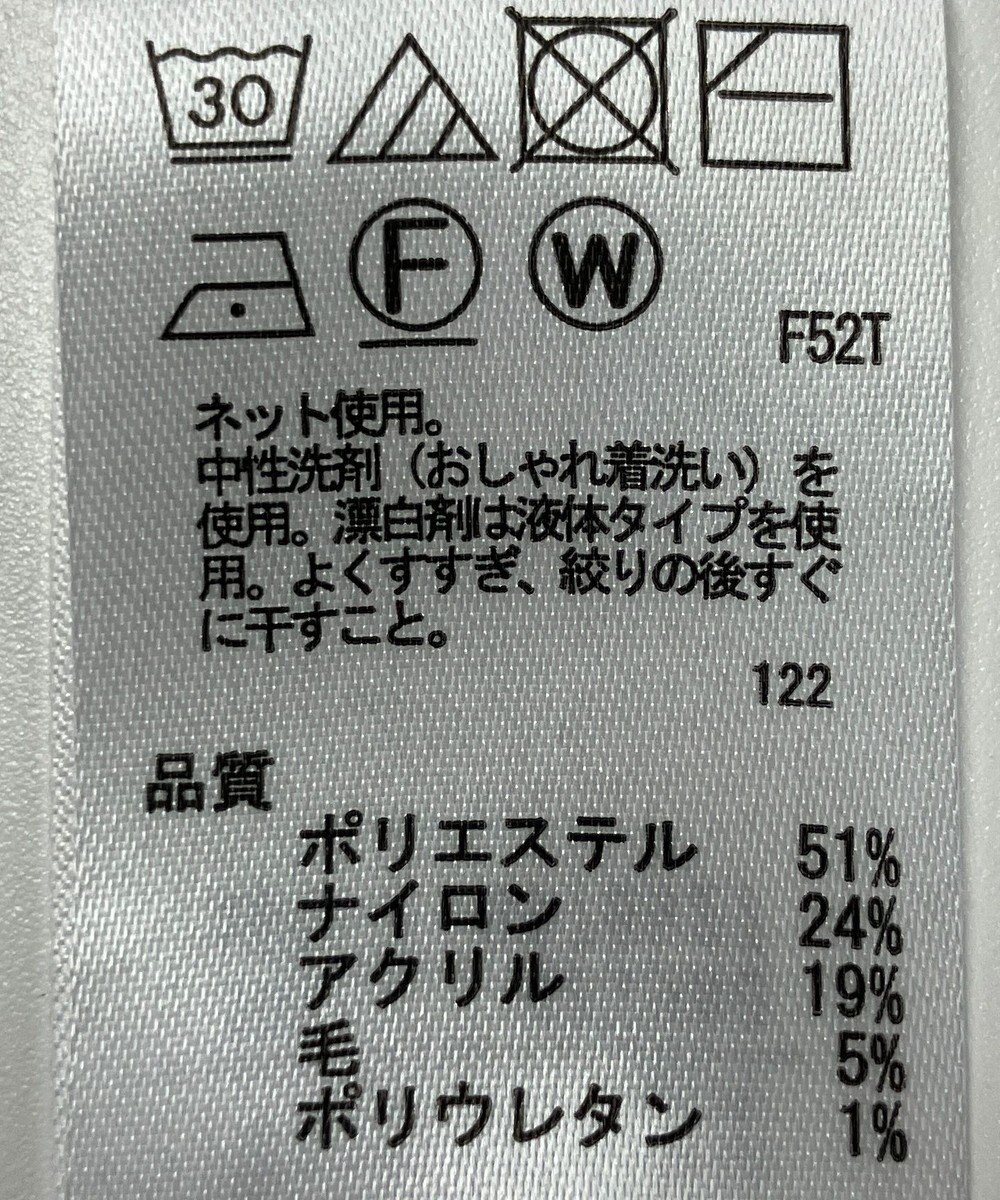 30
F W
F52T
ネット使用。
中性洗剤（おしゃれ着洗い）を
使用。漂白剤は液体タイプを使
用。よくすすぎ、絞りの後すぐ
に干すこと。
122
品質
ポリエステル 51%
ナイロン 24%
アクリル 19%
毛 5%
ポリウレタン 1%